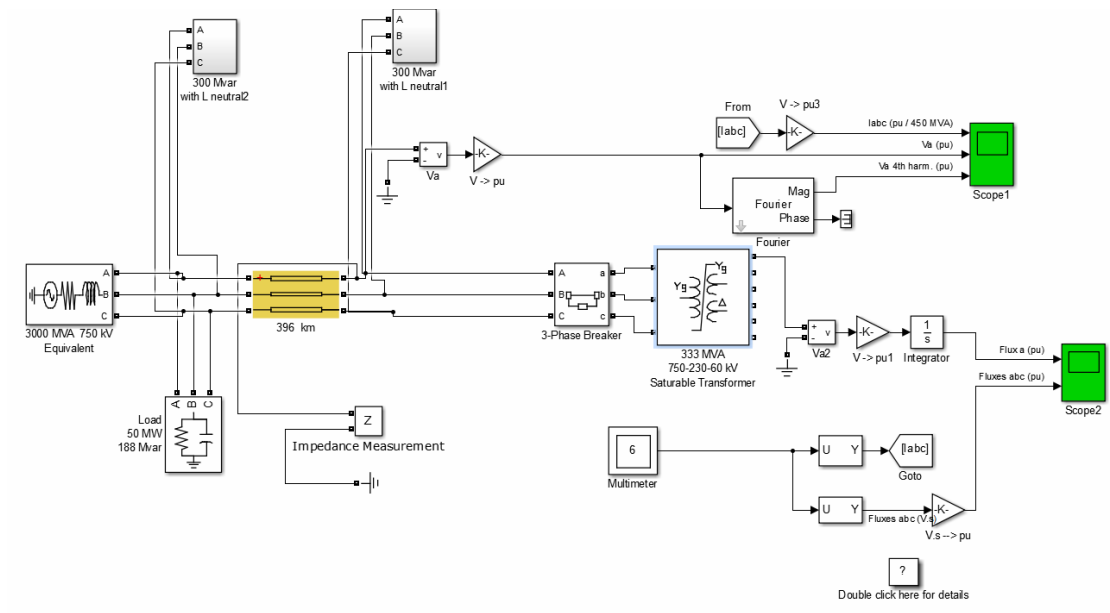 A
B
C
300 Mvar
with L neutral2
A
B
C
300 Mvar
with L neutral1
From
[Iabc]
V -> pu3
-K-
Iabc (pu / 450 MVA)
Va (pu)
Va 4th harm. (pu)
Scope1
+
-
v
Va
-K-
V -> pu
Mag
Fourier
Phase
Fourier
A
B
C
3000 MVA 750 kV
Equivalent
+
396 km
A
B
C
a
b
c
3-Phase Breaker
Yg
Yg
Δ
333 MVA
750-230-60 kV
Saturable Transformer
+
-
v
Va2
-K-
V -> pu1
1
s
Integrator
Flux a (pu)
Fluxes abc (pu)
Scope2
A
B
C
Load
50 MW
188 Mvar
Z
Impedance Measurement
6
Multimeter
U
Y
[Iabc]
Goto
U
Y
Fluxes abc (V.s)
-K-
V.s --> pu
?
Double click here for details